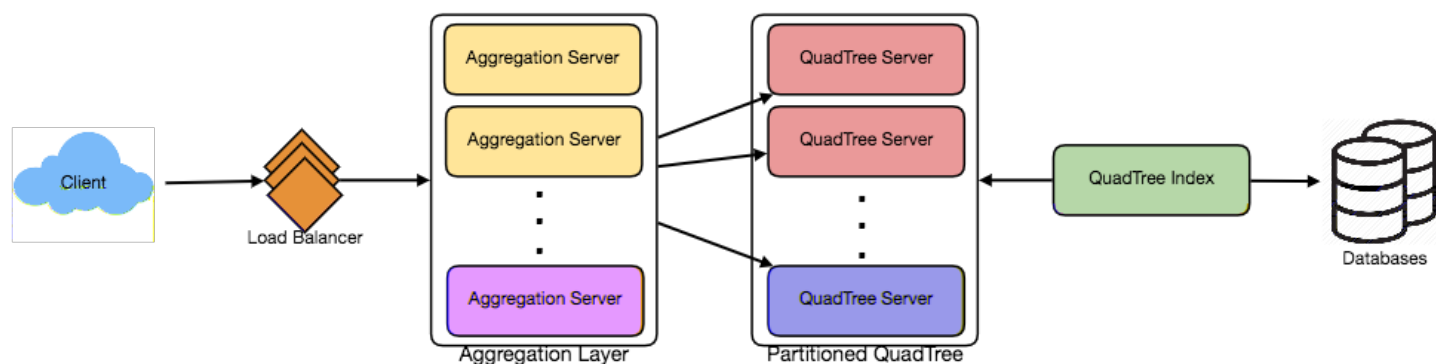 Client
Load Balancer
Aggregation Server
Aggregation Server
Aggregation Server
Aggregation Layer
QuadTree Server
QuadTree Server
QuadTree Server
Partitioned QuadTree
QuadTree Index
Databases